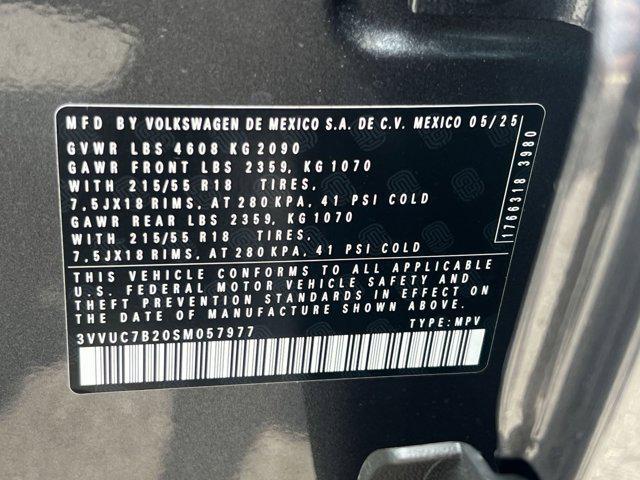 MFD BY VOLKSWAGEN DE MEXICO S.A. DE C.V. MEXICO 05/25
GVWR LBS 4608 KG 2090
GAWR FRONT LBS 2359, KG 1070
WITH 215/55 R18 TIRES,
7,5JX18 RIMS, AT 280 KPA, 41 PSI COLD
GAWR REAR LBS 2359, KG 1070
WITH 215/55 R18 TIRES,
7,5JX18 RIMS, AT 280 KPA, 41 PSI COLD
1766318 3980
THIS VEHICLE CONFORMS TO ALL APPLICABLE
U.S. FEDERAL MOTOR VEHICLE SAFETY AND
THEFT PREVENTION STANDARDS IN EFFECT ON
THE DATE OF MANUFACTURE SHOWN ABOVE.
3VVUC7B20SM057977 TYPE: MPV